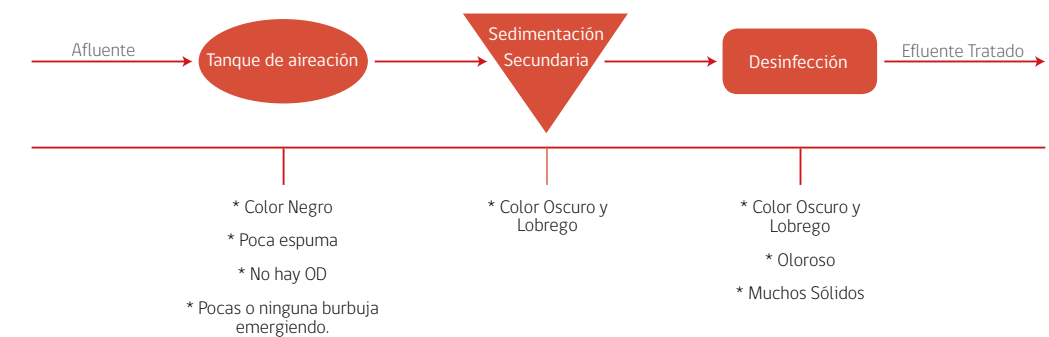 Afluente
Tanque de aireación
Sedimentación
Secundaria
Desinfección
Efluente Tratado
* Color Negro
* Poca espuma
* No hay OD
* Pocas o ninguna burbuja
emergiendo.
* Color Oscuro y
Lobrego
* Color Oscuro y
Lobrego
* Oloroso
* Muchos Sólidos